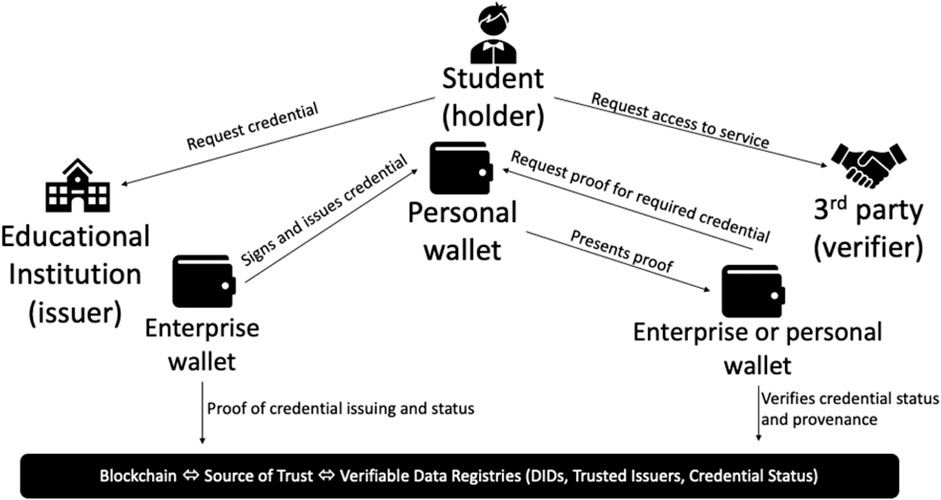 Student
(holder)
Request credential
Request access to service
Educational
Institution
(issuer)
Signs and issues credential
Personal
wallet
Request proof for required credential
Presents proof
3rd party
(verifier)
Enterprise
wallet
Enterprise or personal
wallet
Proof of credential issuing and status
Verifies credential status
and provenance
Blockchain ⇔ Source of Trust ⇔ Verifiable Data Registries (DIDs, Trusted Issuers, Credential Status)